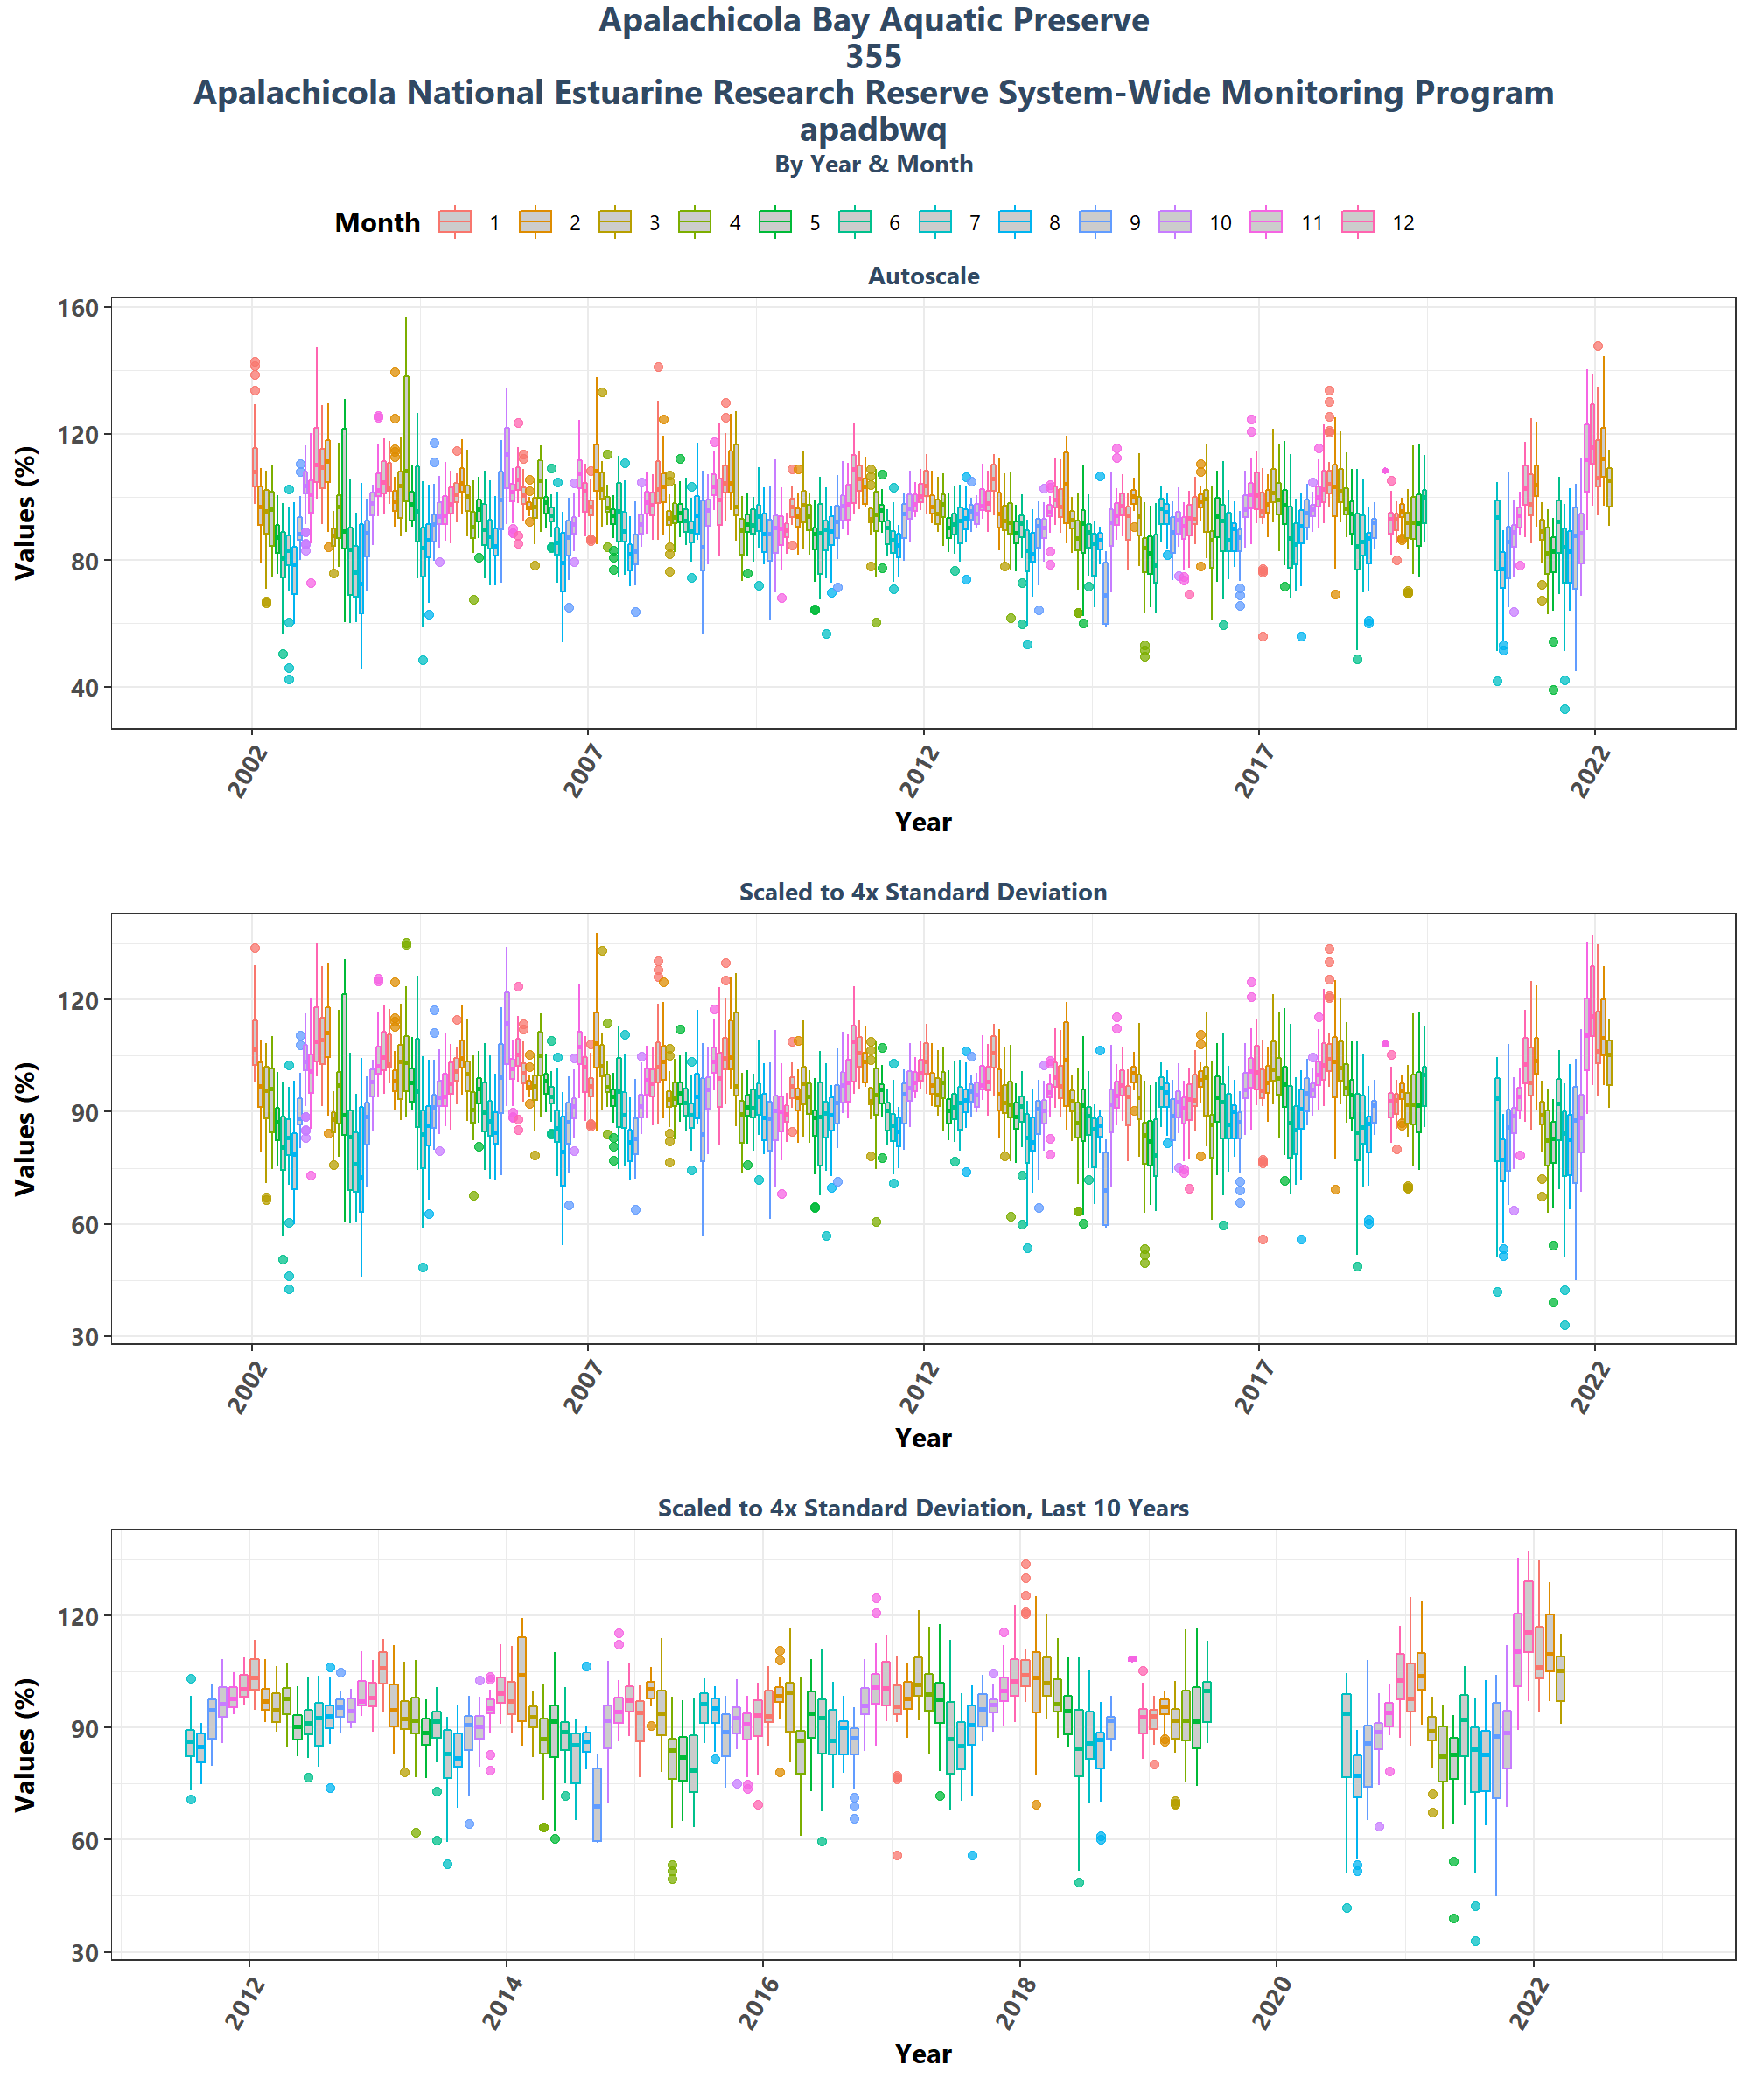 Apalachicola Bay Aquatic Preserve
355
Apalachicola National Estuarine Research Reserve System-Wide Monitoring Program
apadbwq
By Year & Month
Month 1 2 3 4 5 6 7 8 9 10 11 12
Autoscale
160
120
80
40
Values (%)
2002 2007 2012 2017 2022
Year
Scaled to 4x Standard Deviation
120
90
60
30
Values (%)
2002 2007 2012 2017 2022
Year
Scaled to 4x Standard Deviation, Last 10 Years
120
90
60
30
Values (%)
2012 2014 2016 2018 2020 2022
Year